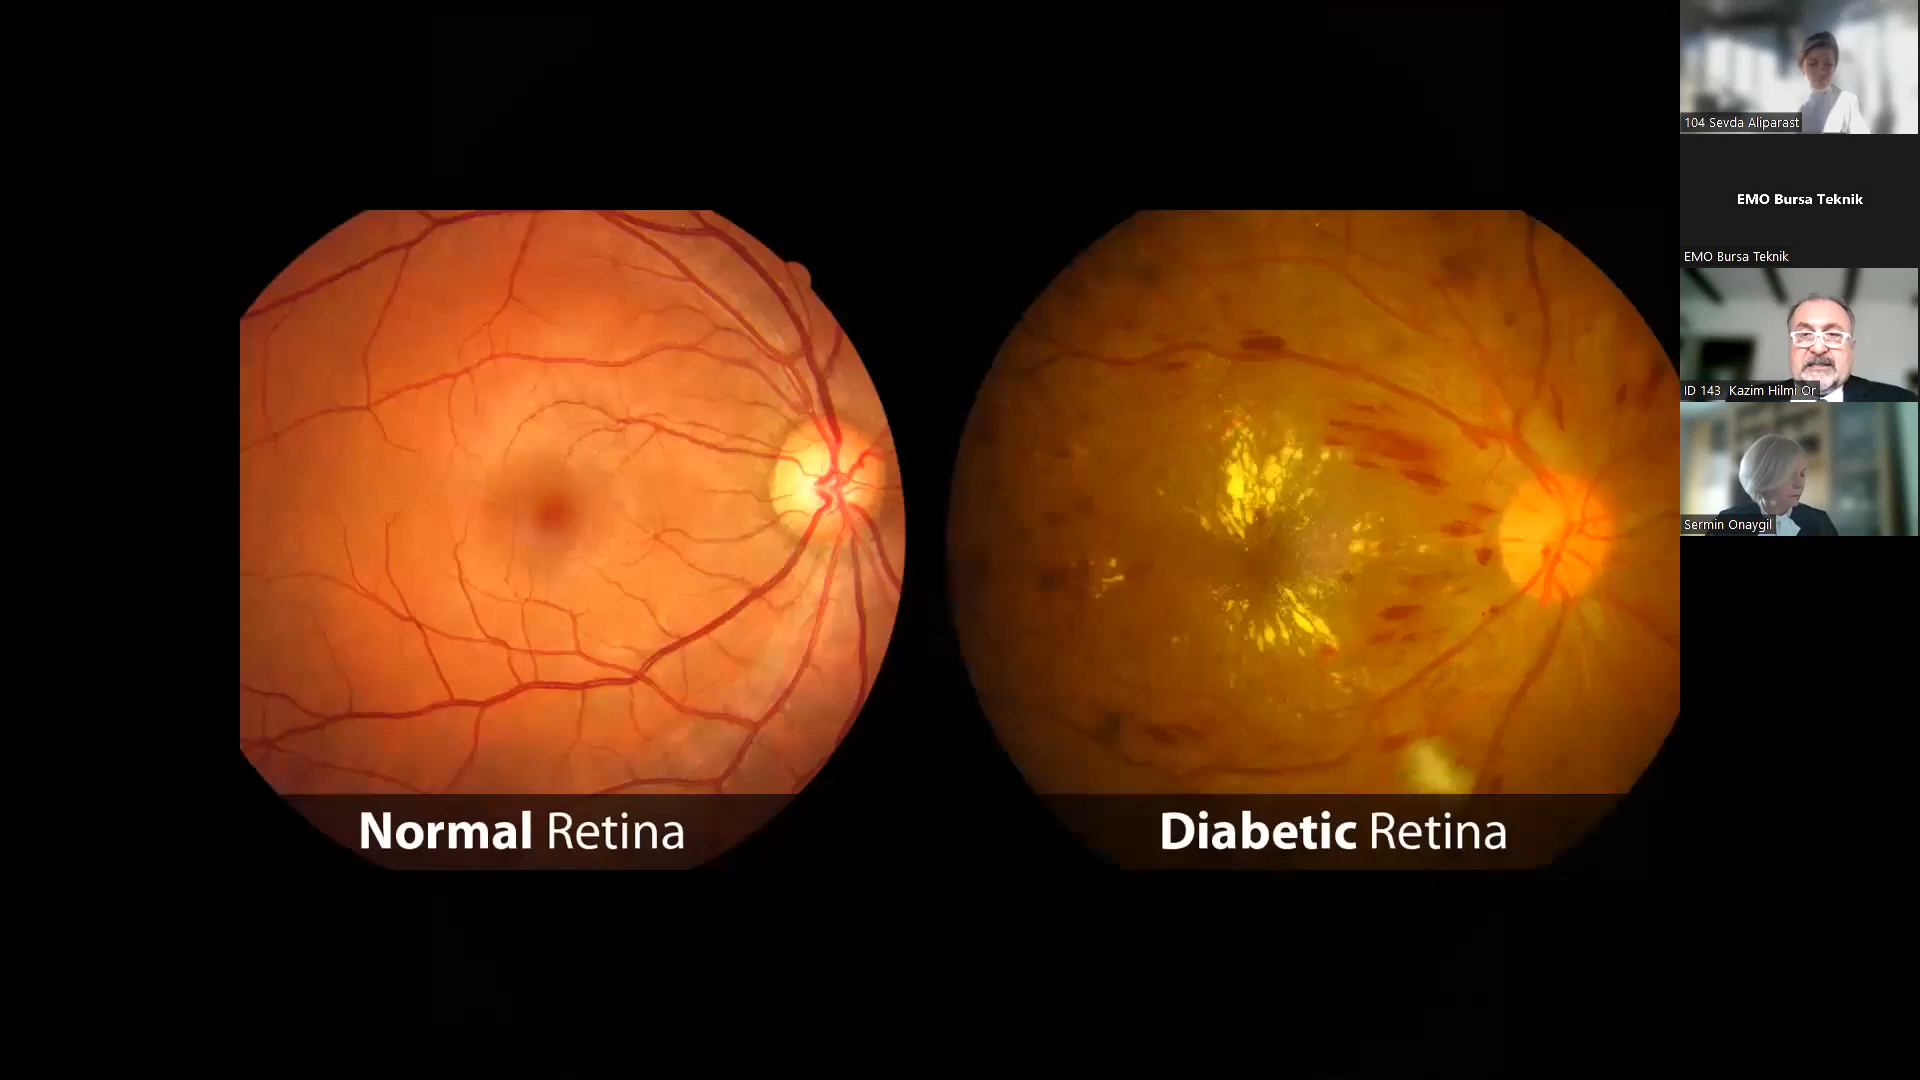 Normal Retina
Diabetic Retina
104 Sevda Aliparast
EMO Bursa Teknik
EMO Bursa Teknik
ID 143 Kazim Hilmi Or
Sermin Onaygil